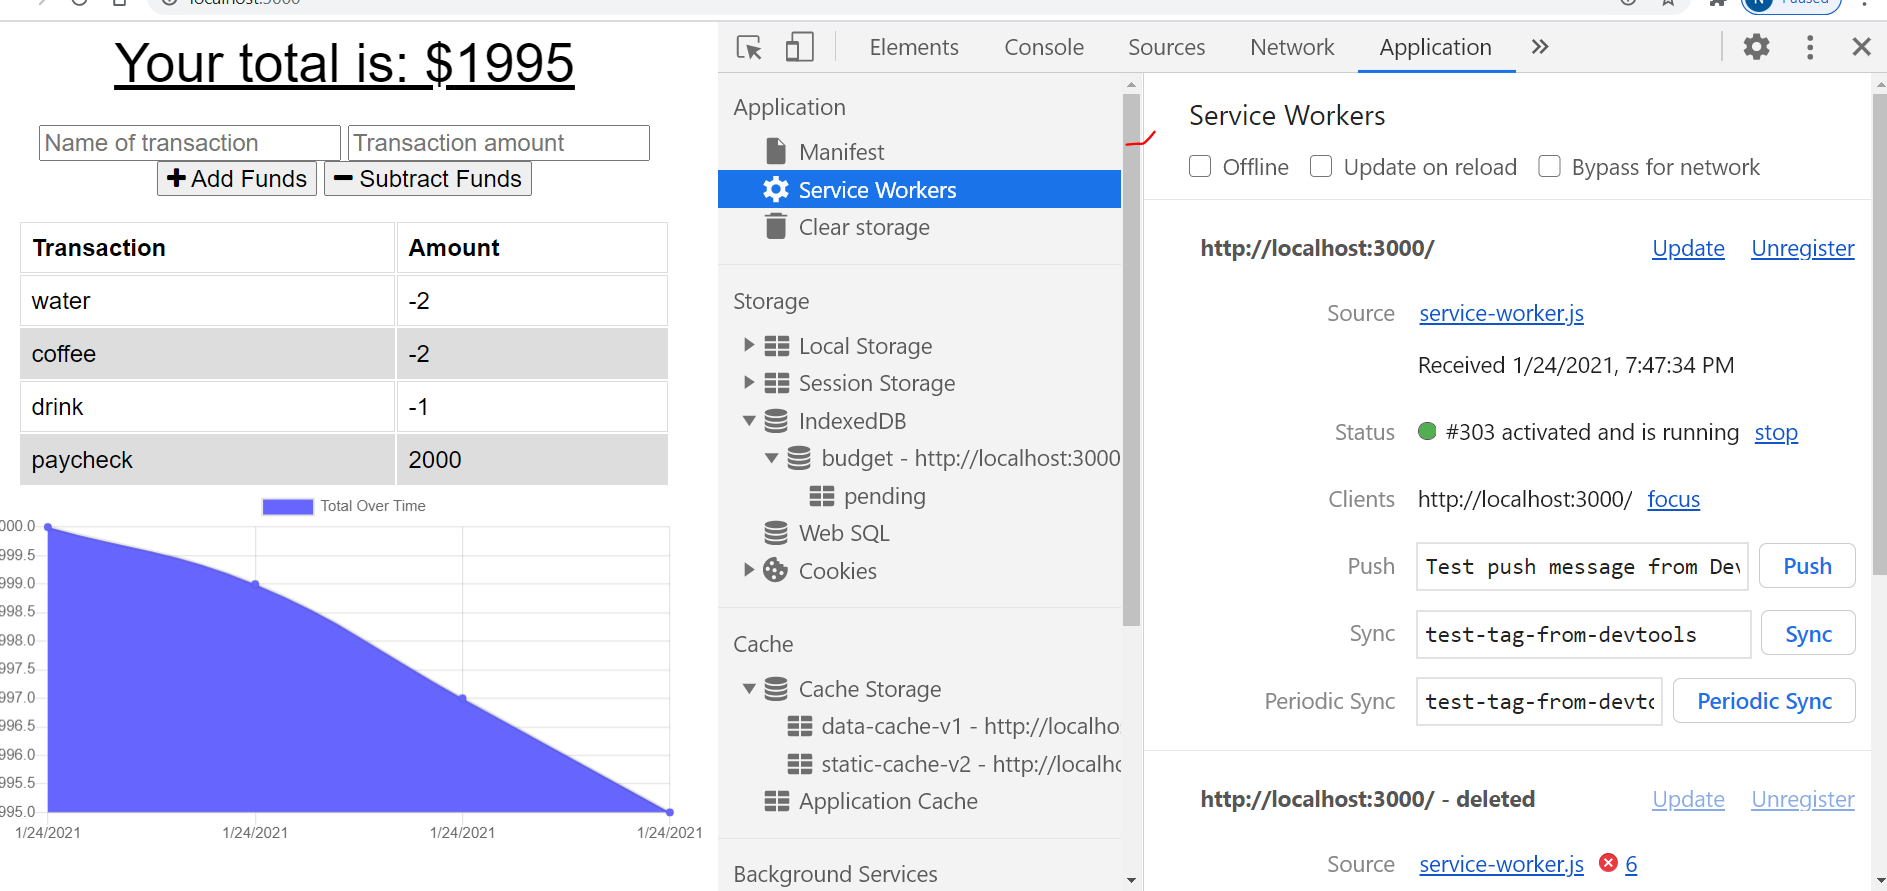 localhost:3000
Paused
Your total is: $1995
Name of transaction Transaction amount
Add Funds Subtract Funds
Transaction Amount
water -2
coffee -2
drink -1
paycheck 2000
Total Over Time
000.0
999.5
999.0
998.5
998.0
997.5
997.0
996.5
996.0
995.5
995.0
1/24/2021 1/24/2021 1/24/2021 1/24/2021
Elements Console Sources Network Application »
Application
Manifest
Service Workers
Clear storage
Storage
Local Storage
Session Storage
IndexedDB
budget - http://localhost:3000
pending
Web SQL
Cookies
Cache
Cache Storage
data-cache-v1 - http://localho
static-cache-v2 - http://localho
Application Cache
Background Services
Service Workers
Offline Update on reload Bypass for network
http://localhost:3000/ Update Unregister
Source service-worker.js
Received 1/24/2021, 7:47:34 PM
Status #303 activated and is running stop
Clients http://localhost:3000/ focus
Push Test push message from Dev Push
Sync test-tag-from-devtools Sync
Periodic Sync test-tag-from-devto Periodic Sync
http://localhost:3000/ - deleted Update Unregister
Source service-worker.js 6